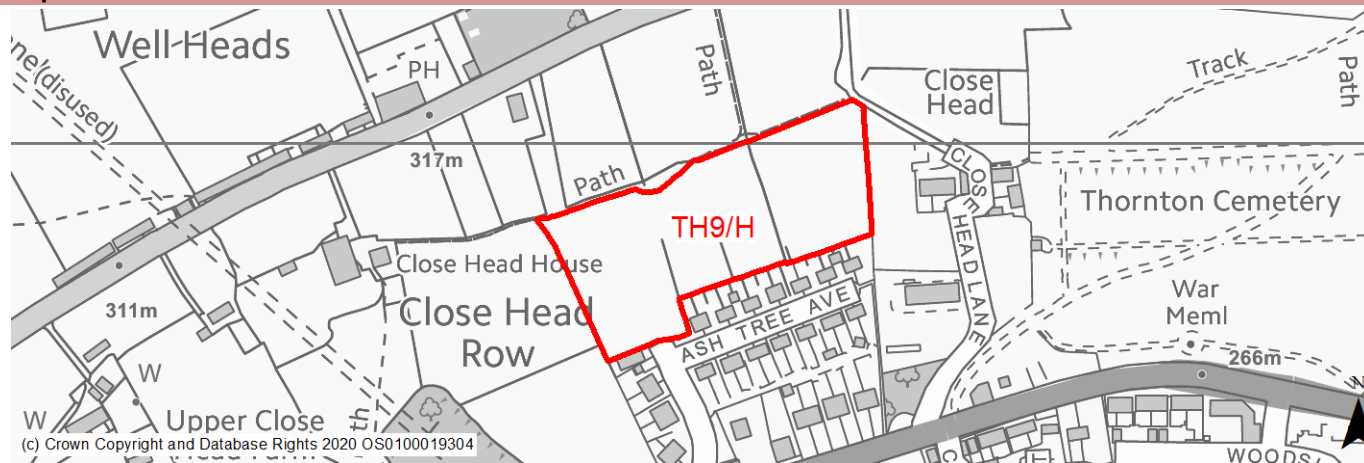 Well Heads
PH
317m
Path
Path
Close
Head
Track
Path
ne(disused)
CLOSE
HEAD LANE
Thornton Cemetery
TH9/H
Close Head House
Close Head
Row
311m
ASH TREE AVE
War
Meml
266m
W
W
Upper Close
(c) Crown Copyright and Database Rights 2020 OS0100019304